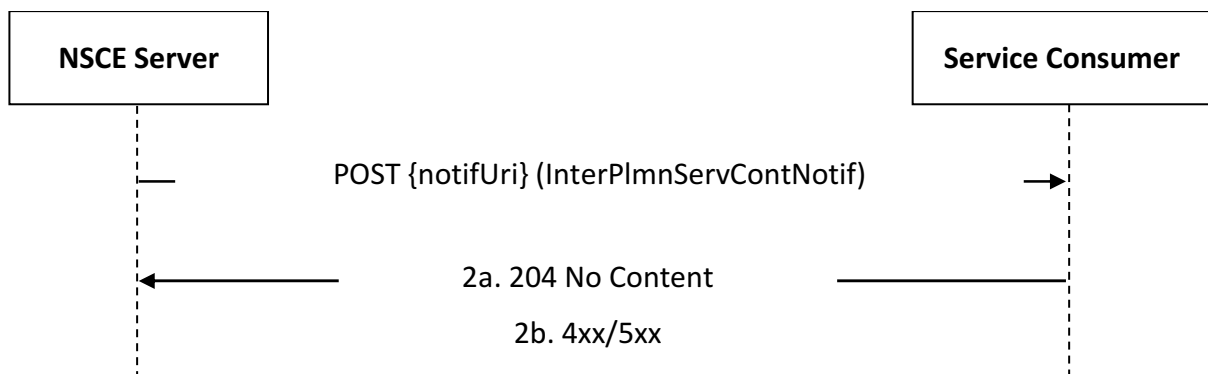 NSCE Server
Service Consumer
POST {notifUri} (InterPlmnServContNotif)
2a. 204 No Content
2b. 4xx/5xx